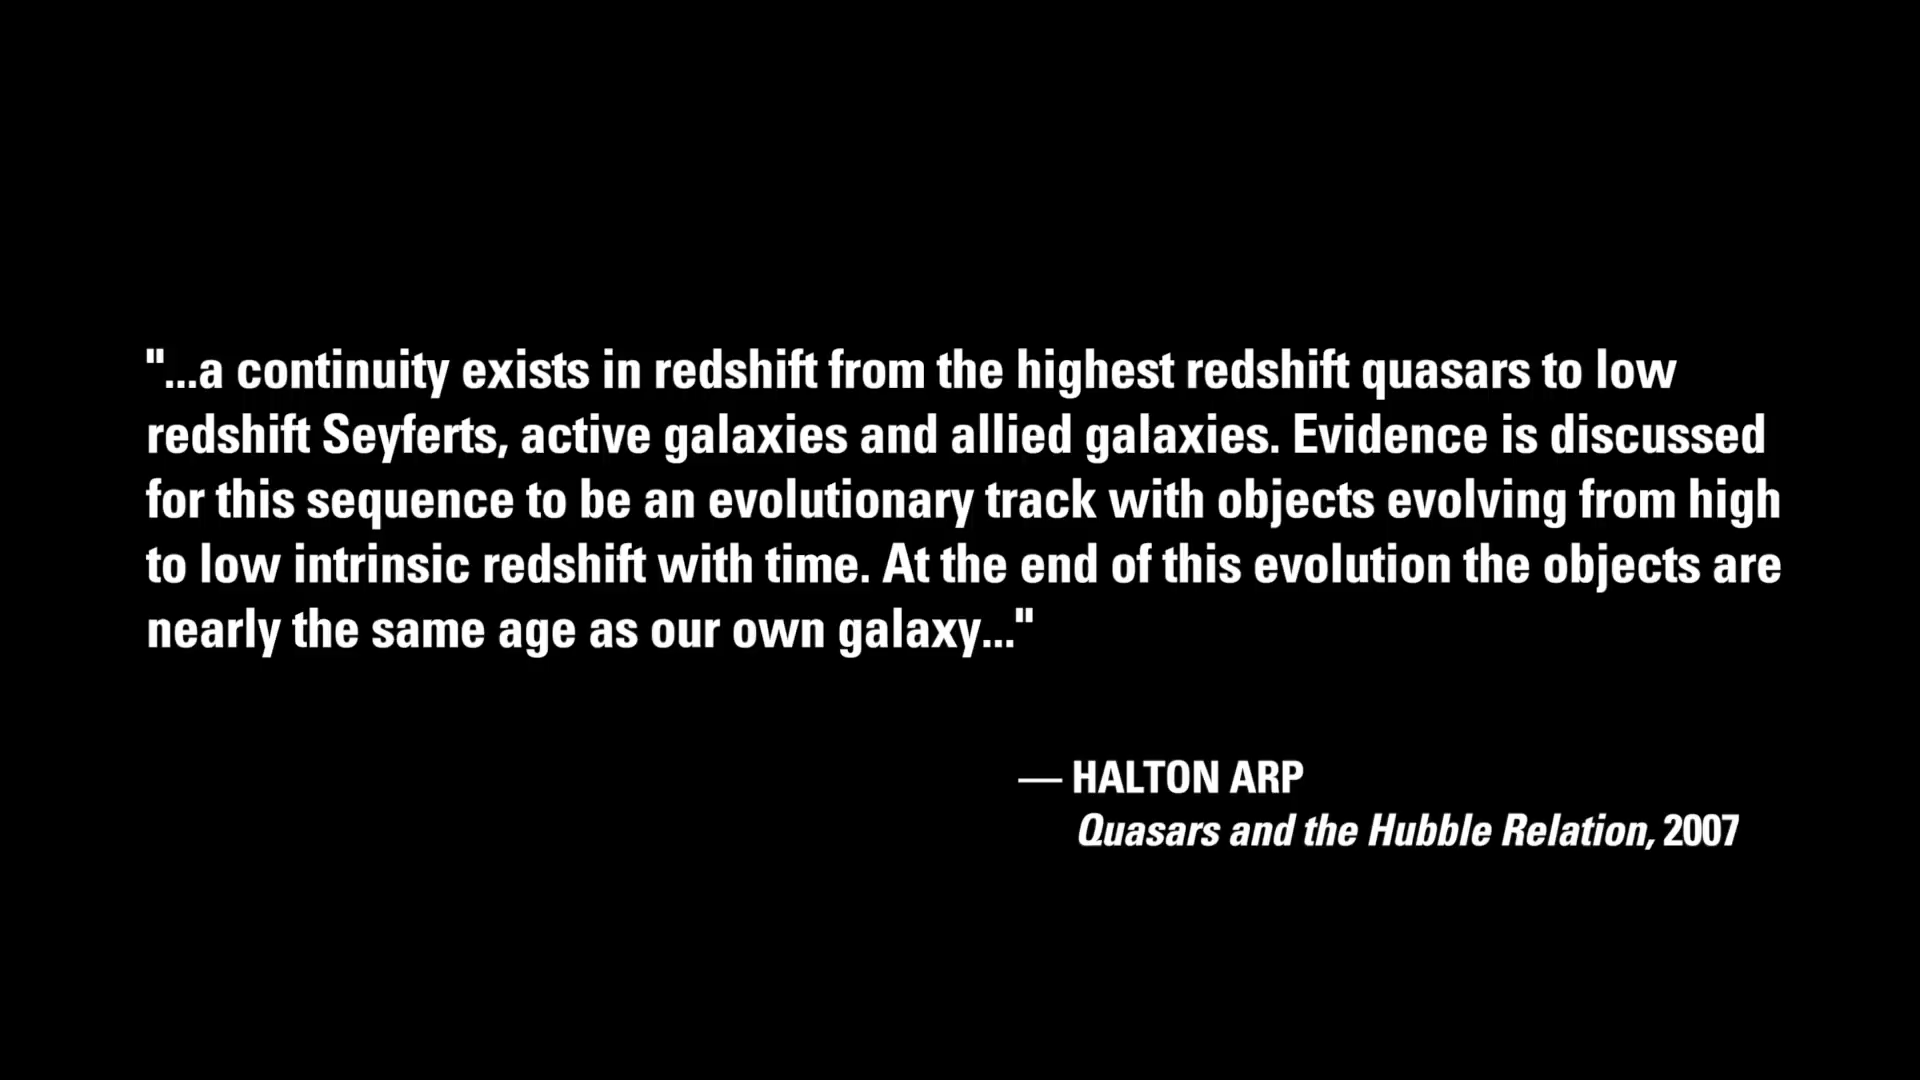 "...a continuity exists in redshift from the highest redshift quasars to low
redshift Seyferts, active galaxies and allied galaxies. Evidence is discussed
for this sequence to be an evolutionary track with objects evolving from high
to low intrinsic redshift with time. At the end of this evolution the objects are
nearly the same age as our own galaxy..."
— HALTON ARP
Quasars and the Hubble Relation, 2007